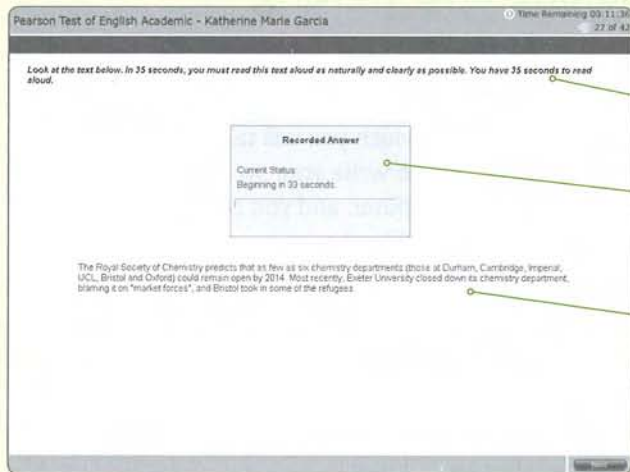 Pearson Test of English Academic - Katherine Marie Garcia
Time Remaining 03:11:36
27 of 42
Look at the text below. In 35 seconds, you must read this text aloud as naturally and clearly as possible. You have 35 seconds to read
aloud.
Recorded Answer
Current Status:
Beginning in 33 seconds.
The Royal Society of Chemistry predicts that as few as six chemistry departments (those at Durham, Cambridge, Imperial,
UCL, Bristol and Oxford) could remain open by 2014. Most recently, Exeter University closed down its chemistry department,
blaming it on "market forces", and Bristol took in some of the refugees.